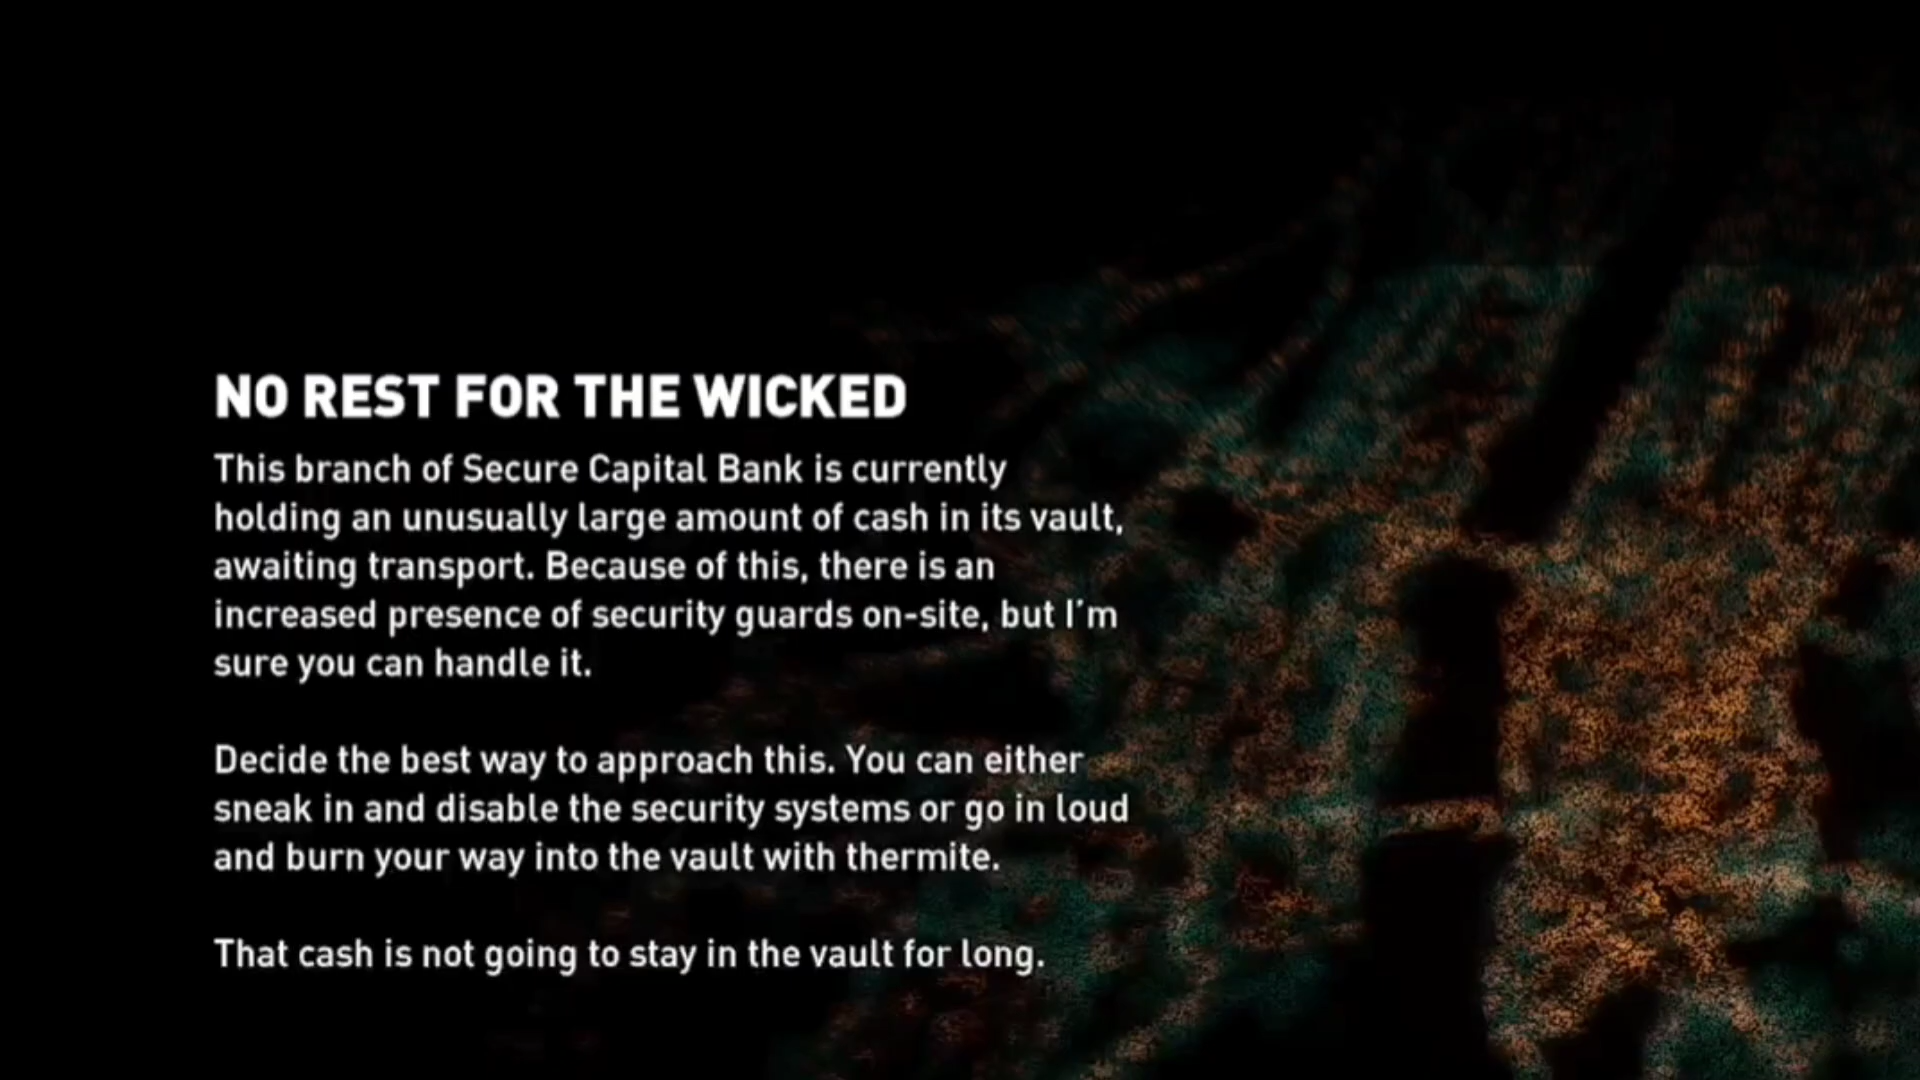 NO REST FOR THE WICKED
This branch of Secure Capital Bank is currently
holding an unusually large amount of cash in its vault,
awaiting transport. Because of this, there is an
increased presence of security guards on-site, but I'm
sure you can handle it.
Decide the best way to approach this. You can either
sneak in and disable the security systems or go in loud
and burn your way into the vault with thermite.
That cash is not going to stay in the vault for long.